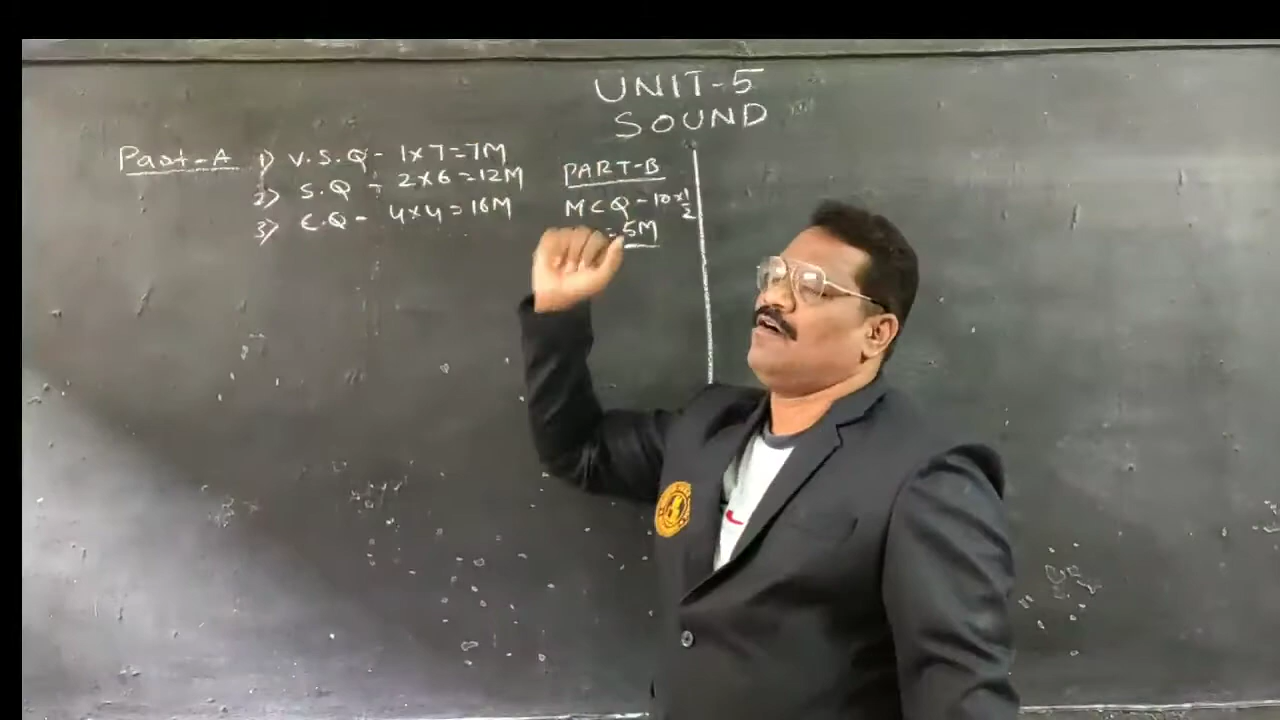 UNIT-5
SOUND
Part-A 1) V.S.Q - 1x7=7M
2) S.Q - 2x6=12M
3) E.Q - 4x4=16M
PART-B
MCQ - 10x1/2
= 5M